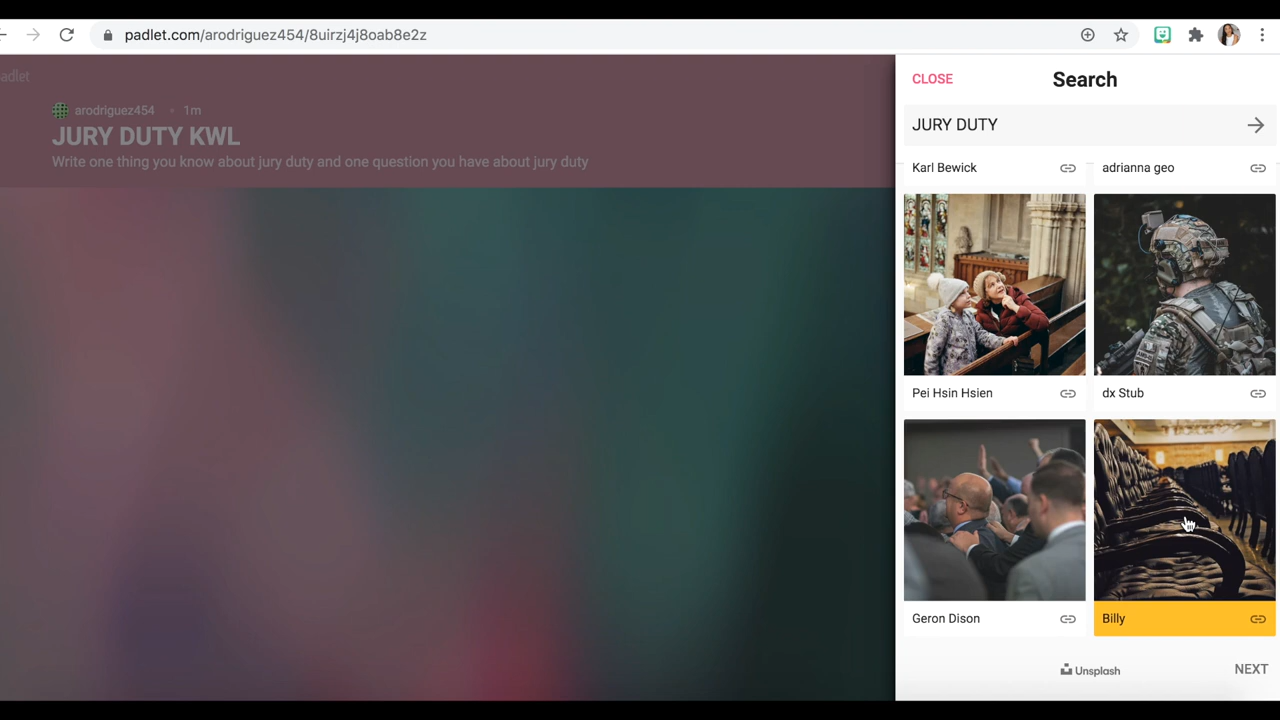 padlet.com/arodriguez454/8uirzj4j8oab8e2z
adlet
arodriguez454 • 1m
JURY DUTY KWL
Write one thing you know about jury duty and one question you have about jury duty
CLOSE
Search
JURY DUTY
Karl Bewick
adrianna geo
Pei Hsin Hsien
dx Stub
Geron Dison
Billy
Unsplash
NEXT